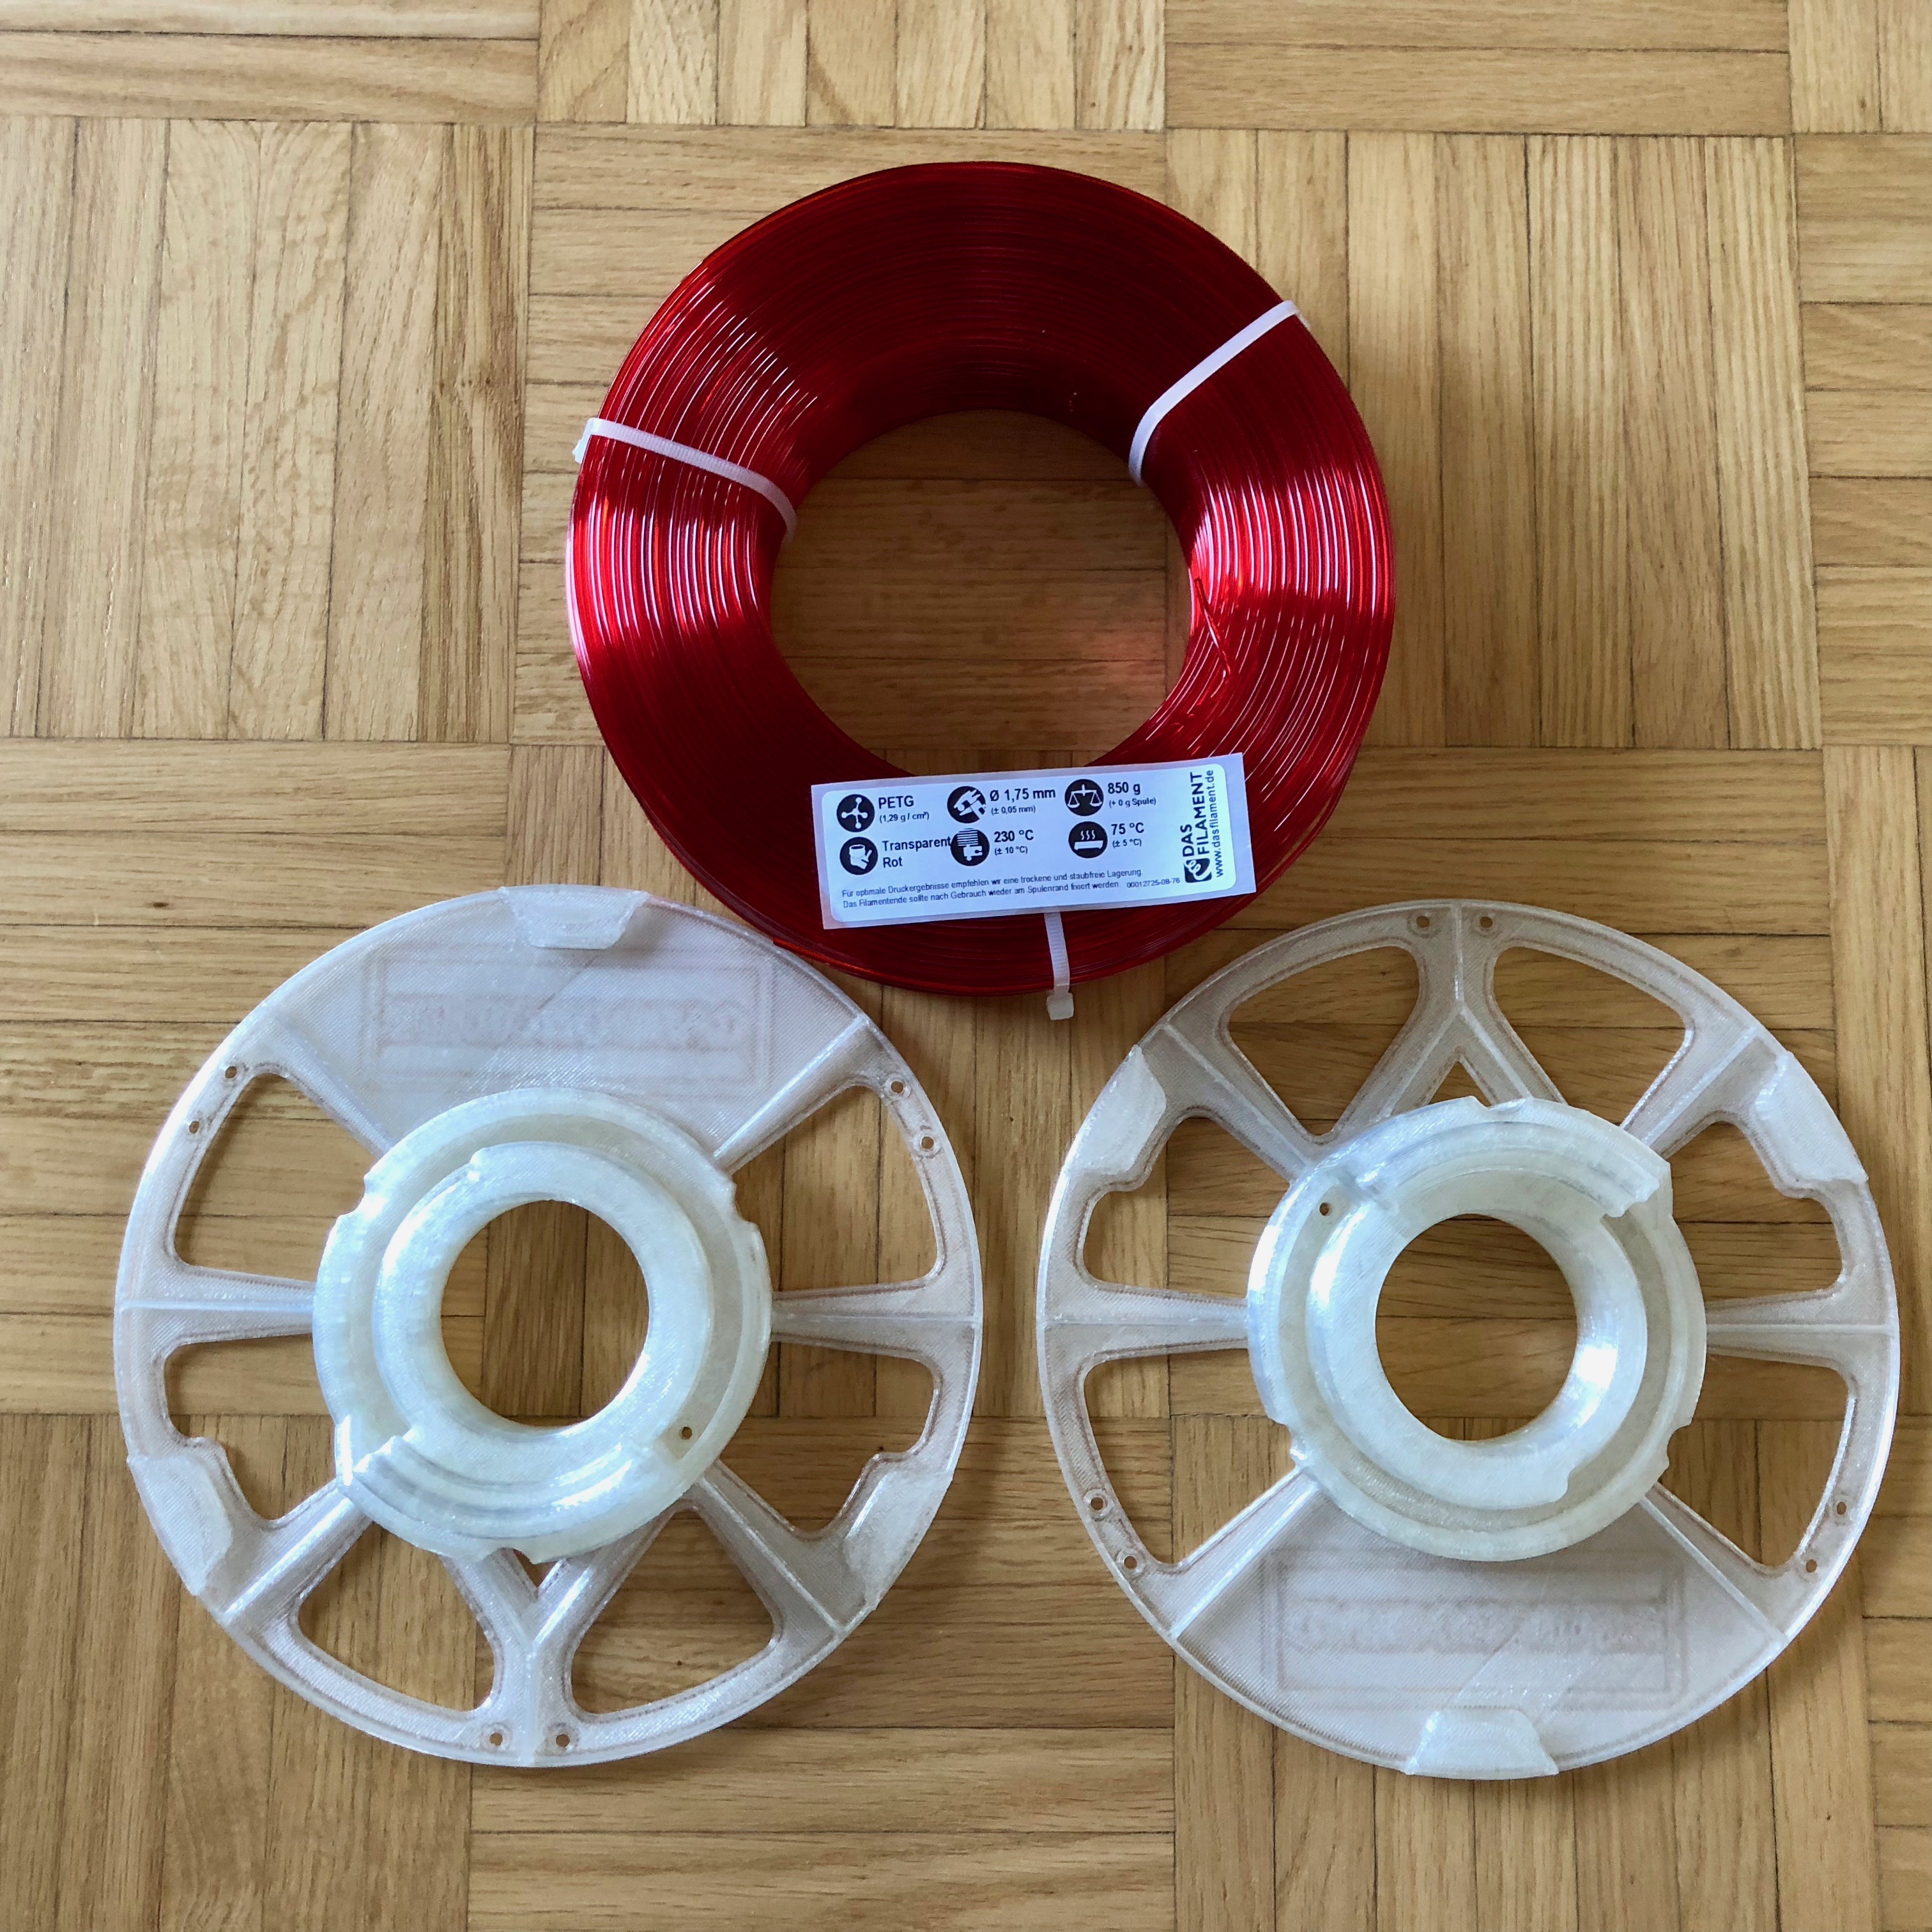 PETG
(1,29 g / cm³)
Ø 1,75 mm
(± 0,05 mm)
850 g
(+ 0 g Spule)
Transparent
Rot
230 °C
(± 10 °C)
75 °C
(± 5 °C)
Für optimale Druckergebnisse empfehlen wir eine trockene und staubfreie Lagerung.
Das Filamentende sollte nach Gebrauch wieder am Spulenrand fixiert werden. 00012725-08-76
DAS
FILAMENT
www.dasfilament.de